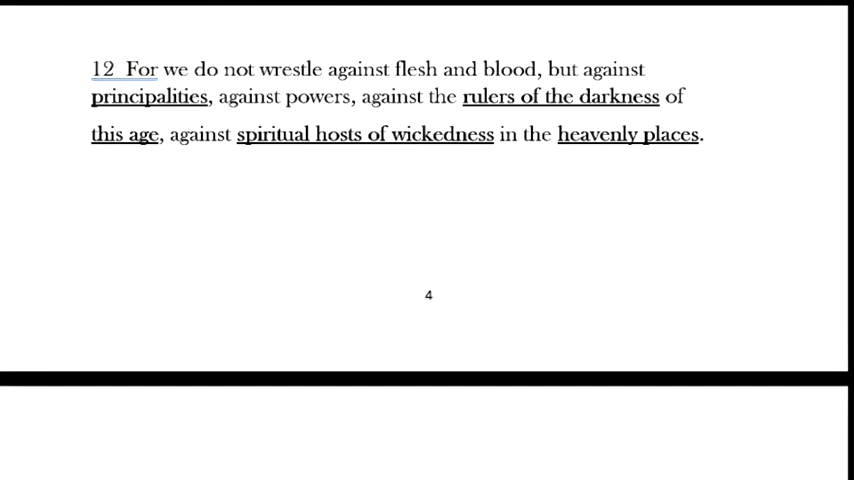 12 For we do not wrestle against flesh and blood, but against
principalities, against powers, against the rulers of the darkness of
this age, against spiritual hosts of wickedness in the heavenly places.
4